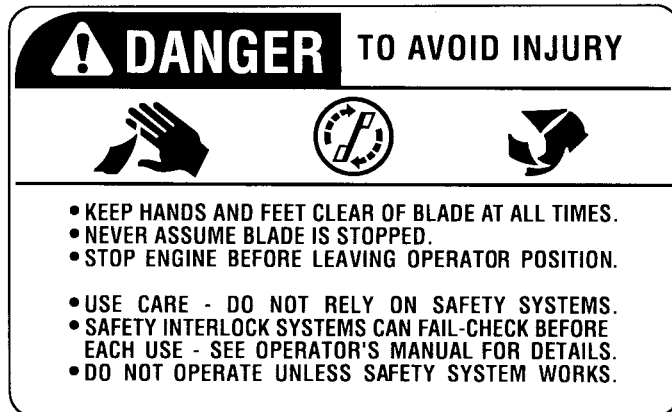 DANGER TO AVOID INJURY
• KEEP HANDS AND FEET CLEAR OF BLADE AT ALL TIMES.
• NEVER ASSUME BLADE IS STOPPED.
• STOP ENGINE BEFORE LEAVING OPERATOR POSITION.
• USE CARE - DO NOT RELY ON SAFETY SYSTEMS.
• SAFETY INTERLOCK SYSTEMS CAN FAIL-CHECK BEFORE
EACH USE - SEE OPERATOR'S MANUAL FOR DETAILS.
• DO NOT OPERATE UNLESS SAFETY SYSTEM WORKS.